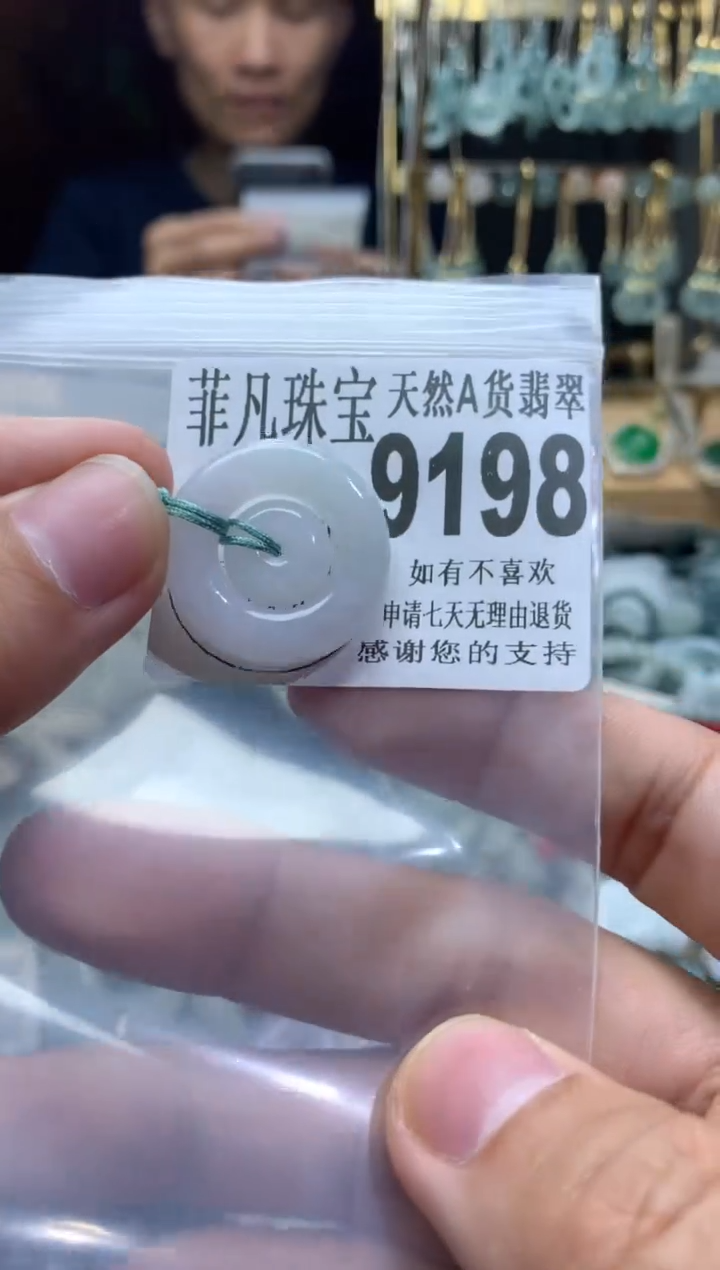 菲凡珠宝 天然A货翡翠
9198
如有不喜欢
申请七天无理由退货
感谢您的支持